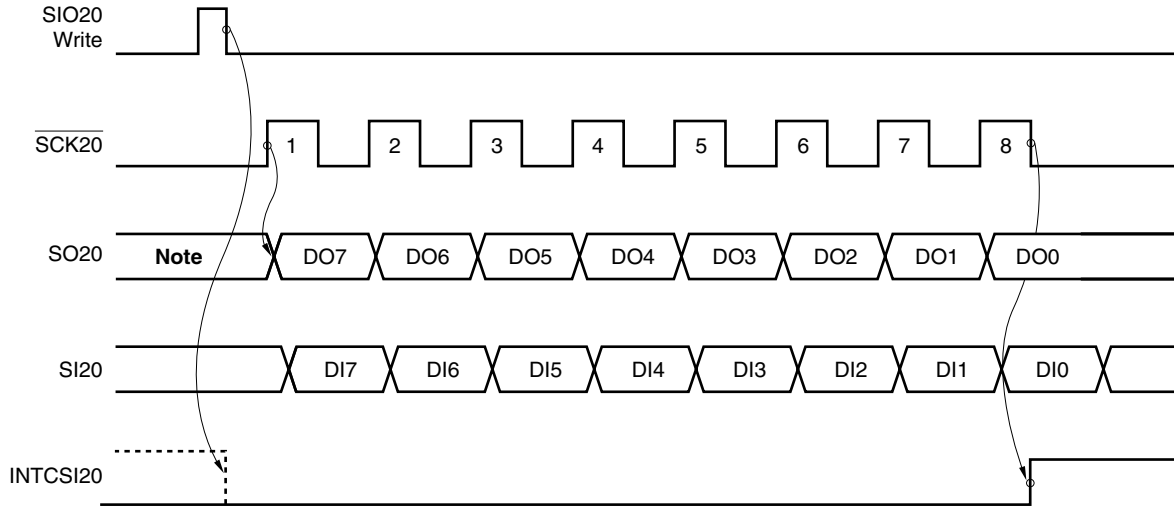 SIO20
Write
SCK20
1 2 3 4 5 6 7 8
SO20 Note DO7 DO6 DO5 DO4 DO3 DO2 DO1 DO0
SI20 DI7 DI6 DI5 DI4 DI3 DI2 DI1 DI0
INTCSI20